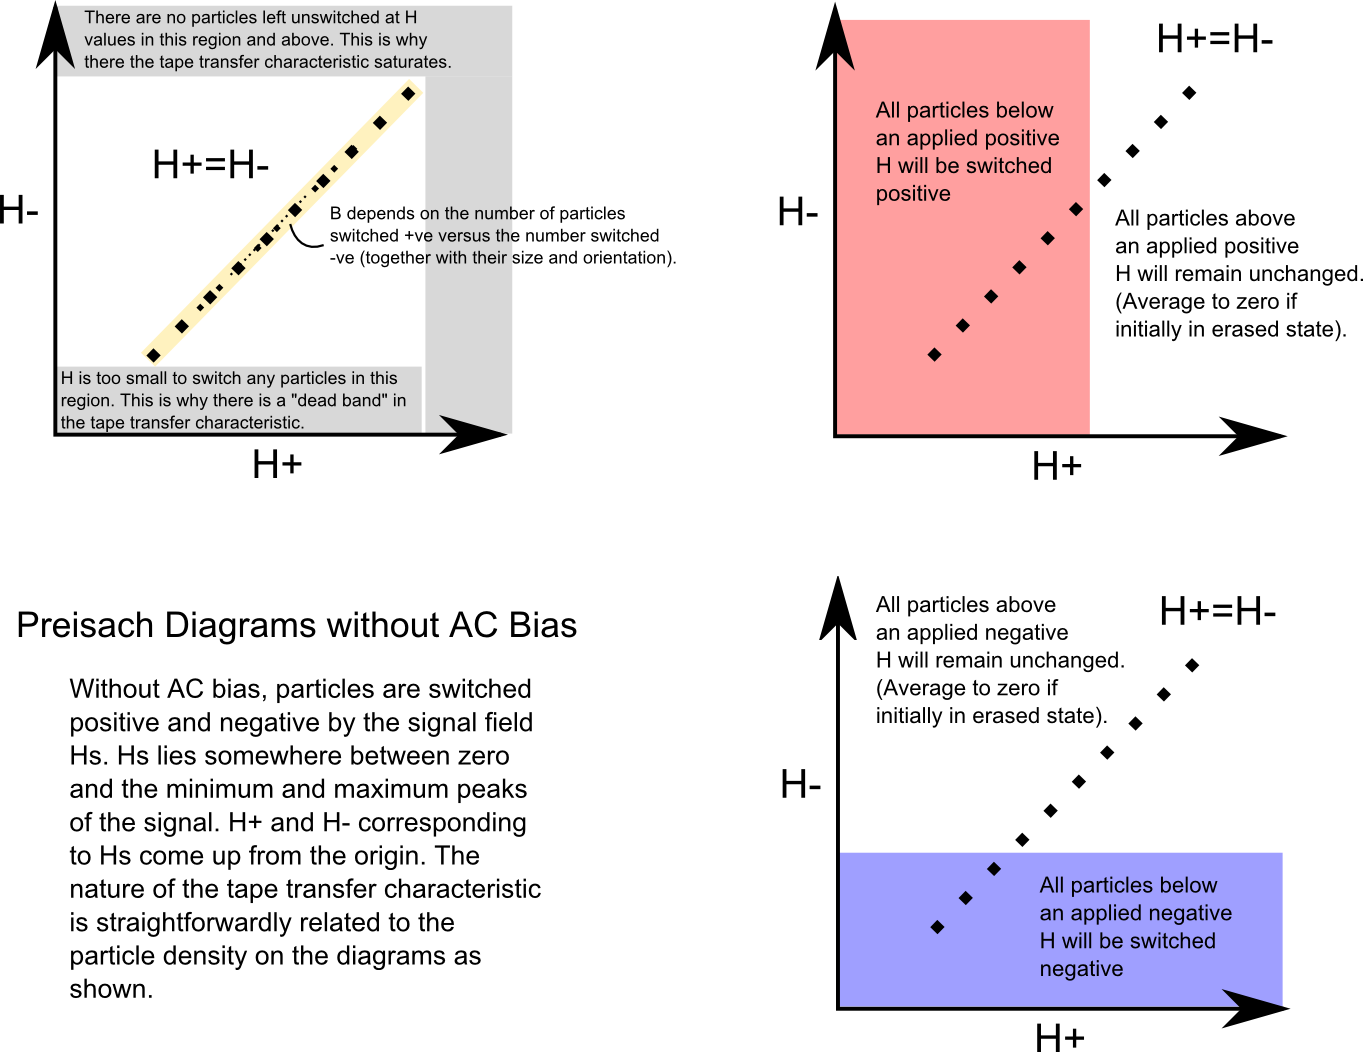 There are no particles left unswitched at H
values in this region and above. This is why
there the tape transfer characteristic saturates.
H+=H-
H-
B depends on the number of particles
switched +ve versus the number switched
-ve (together with their size and orientation).
H is too small to switch any particles in this
region. This is why there is a "dead band" in
the tape transfer characteristic.
H+
H+=H-
All particles below
an applied positive
H will be switched
positive
H-
All particles above
an applied positive
H will remain unchanged.
(Average to zero if
initially in erased state).
H+
Preisach Diagrams without AC Bias
Without AC bias, particles are switched
positive and negative by the signal field
Hs. Hs lies somewhere between zero
and the minimum and maximum peaks
of the signal. H+ and H- corresponding
to Hs come up from the origin. The
nature of the tape transfer characteristic
is straightforwardly related to the
particle density on the diagrams as
shown.
All particles above
an applied negative
H will remain unchanged.
(Average to zero if
initially in erased state).
H+=H-
H-
All particles below
an applied negative
H will be switched
negative
H+